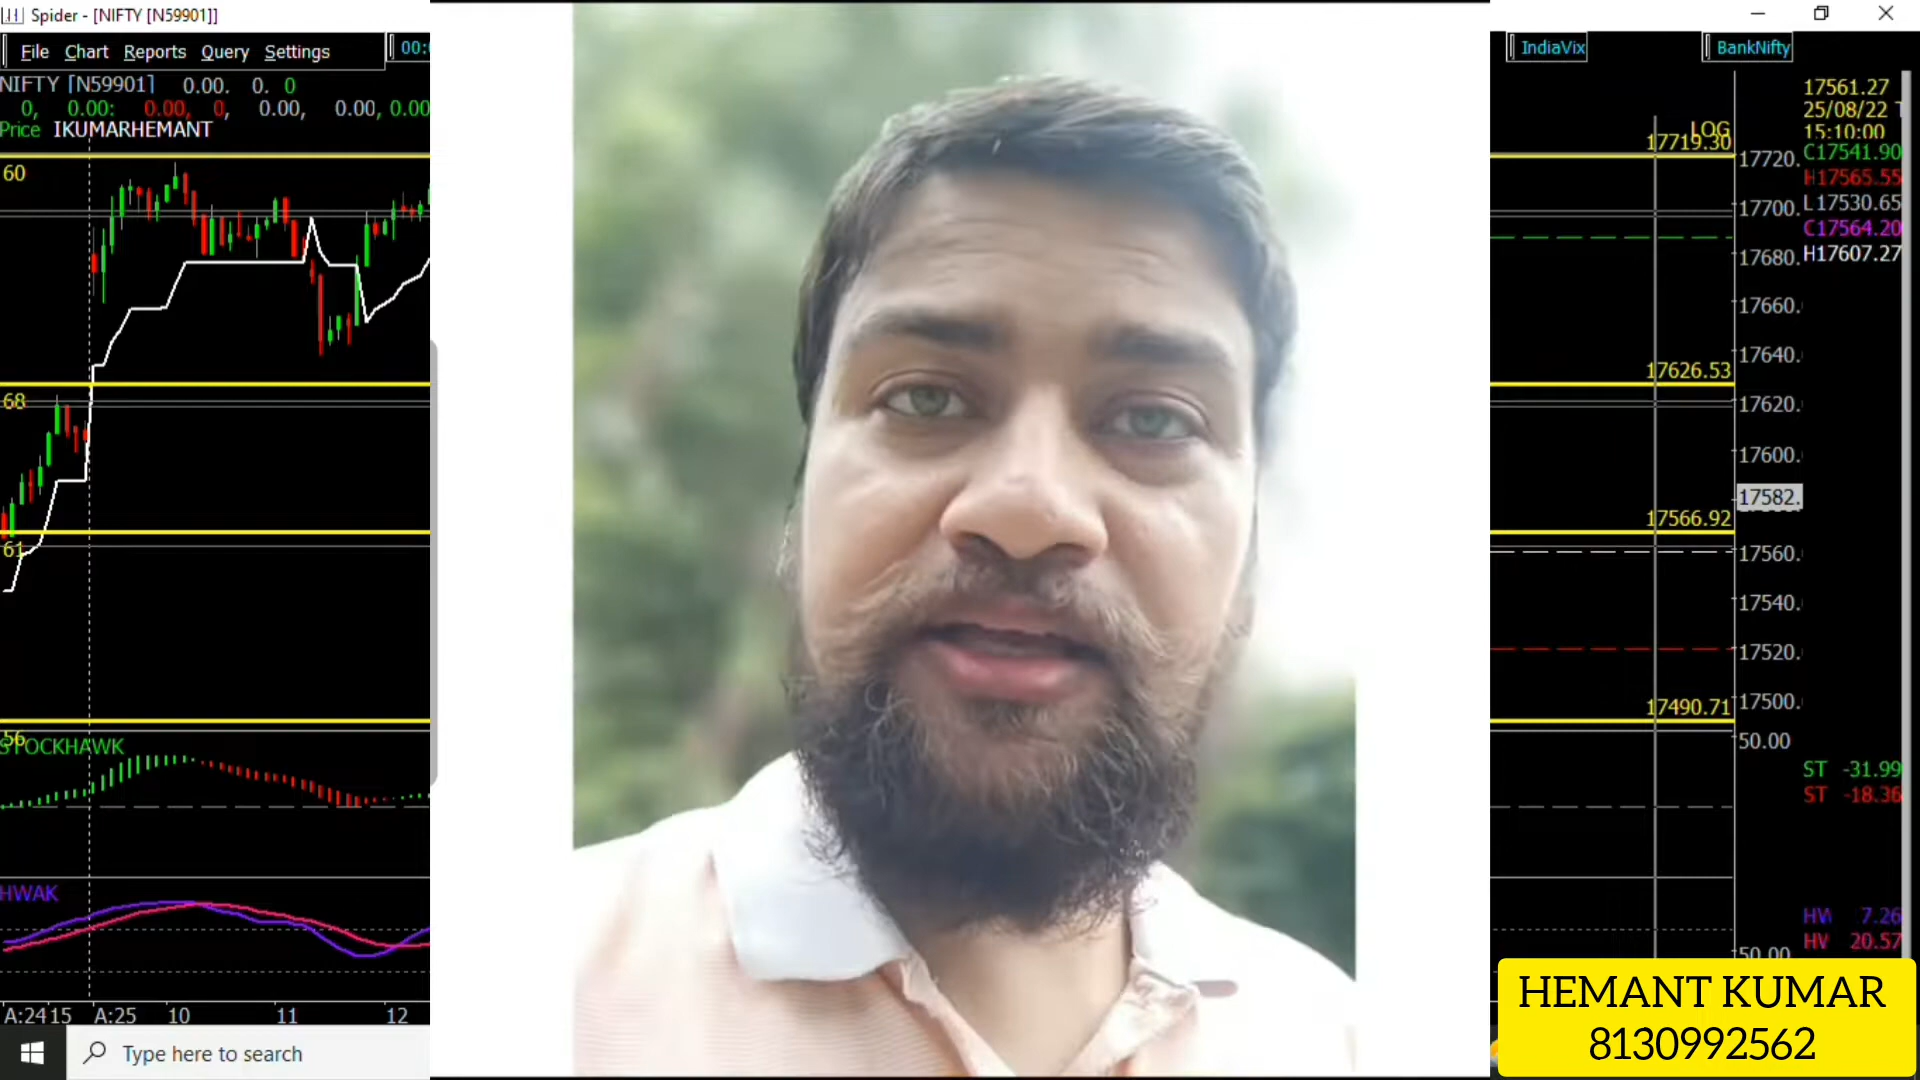 Spider - [NIFTY [N59901]]
File Chart Reports Query Settings
00:
IndiaVix
BankNifty
NIFTY [N59901] 0.00. 0. 0
0, 0.00: 0.00, 0, 0.00, 0.00, 0.00
Price IKUMARHEMANT
60
68
61
56
STOCKHAWK
HWAK
A:24 15 A:25 10 11 12
Type here to search
LOG
17719.30
17626.53
17566.92
17490.71
17720.
17700.
17680.
17660.
17640.
17620.
17600.
17582.
17560.
17540.
17520.
17500.
50.00
50.00
17561.27
25/08/22 T
15:10:00
C17541.90
H17565.55
L17530.65
C17564.20
H17607.27
ST -31.99
ST -18.36
HW 7.26
HV 20.57
HEMANT KUMAR
8130992562